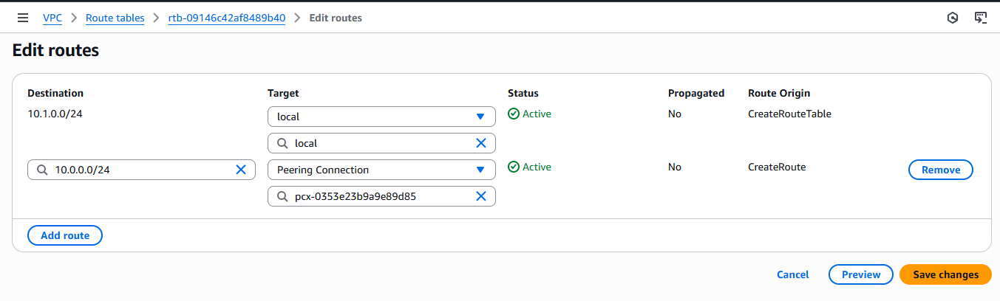 VPC > Route tables > rtb-09146c42af8489b40 > Edit routes
Edit routes
Destination Target Status Propagated Route Origin
10.1.0.0/24 local Active No CreateRouteTable
local
10.0.0.0/24 Peering Connection Active No CreateRoute Remove
pcx-0353e23b9a9e89d85
Add route
Cancel Preview Save changes